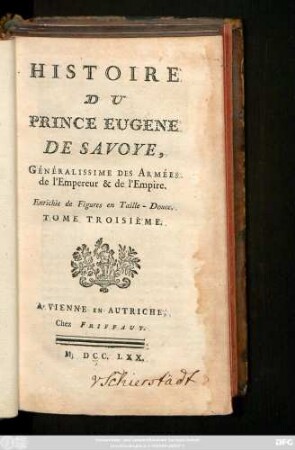 HISTOIRE
DU
PRINCE EUGENE
DE SAVOYE,
GÉNÉRALISSIME DES ARMÉES
de l'Empereur & de l'Empire.
Enrichie de Figures en Taille-Douce.
TOME TROISIÈME.
A VIENNE EN AUTRICHE,
Chez BRIFFAUT.
M, DCC. LXX.
v Schierstädt